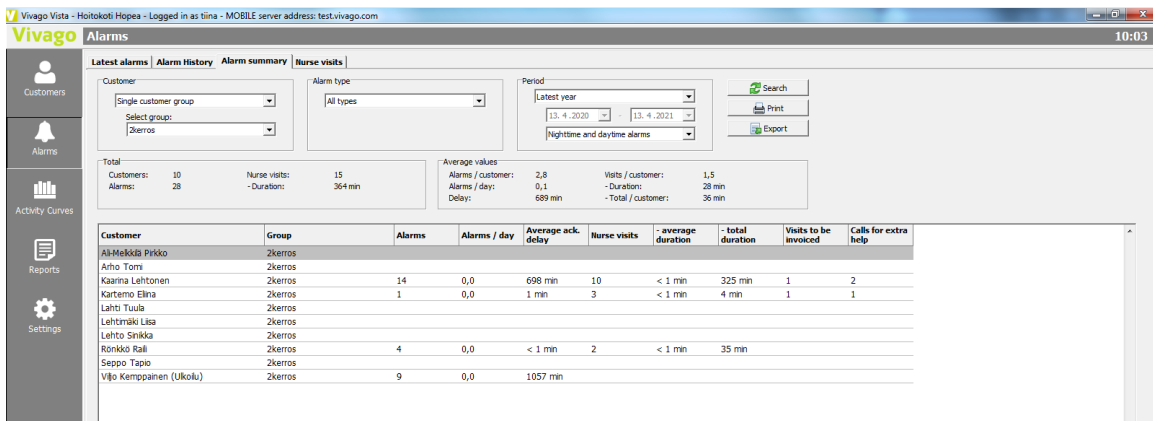 Vivago Vista - Hoitokoti Hopea - Logged in as tiina - MOBILE server address: test.vivago.com
Vivago Alarms 10:03
Customers
Alarms
Activity Curves
Reports
Settings
Latest alarms Alarm History Alarm summary Nurse visits
Customer
Single customer group
Select group:
2kerros
Alarm type
All types
Period
Latest year
13. 4 .2020 - 13. 4 .2021
Nighttime and daytime alarms
Search
Print
Export
Total
Customers: 10 Nurse visits: 15
Alarms: 28 - Duration: 364 min
Average values
Alarms / customer: 2,8 Visits / customer: 1,5
Alarms / day: 0,1 - Duration: 28 min
Delay: 689 min - Total / customer: 36 min
Customer Group Alarms Alarms / day Average ack. delay Nurse visits - average duration - total duration Visits to be invoiced Calls for extra help
Ali-Melkkilä Pirkko 2kerros
Arho Tomi 2kerros
Kaarina Lehtonen 2kerros 14 0,0 698 min 10 < 1 min 325 min 1 2
Kartemo Elina 2kerros 1 0,0 1 min 3 < 1 min 4 min 1 1
Lahti Tuula 2kerros
Lehtimäki Liisa 2kerros
Lehto Sinikka 2kerros
Rönkkö Raili 2kerros 4 0,0 < 1 min 2 < 1 min 35 min
Seppo Tapio 2kerros
Viljo Kemppainen (Ulkoilu) 2kerros 9 0,0 1057 min